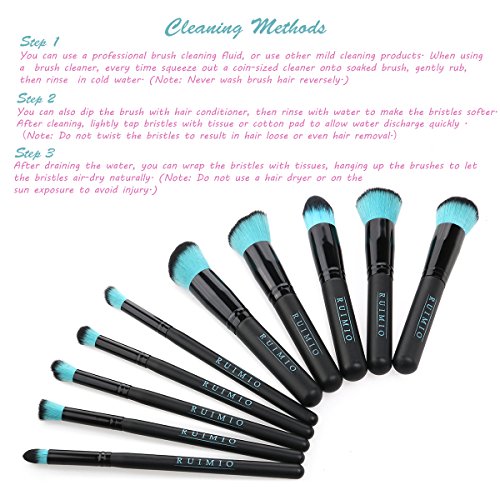 Cleaning Methods
Step 1
You can use a professional brush cleaning fluid, or use other mild cleaning products. When using
a brush cleaner, every time squeeze out a coin-sized cleaner onto soaked brush, gently rub,
then rinse in cold water. (Note: Never wash brush hair reversely.)
Step 2
You can also dip the brush with hair conditioner, then rinse with water to make the bristles softer.
After cleaning, lightly top bristles with tissue or cotton pad to allow water discharge quickly .
(Note: Do not twist the bristles to result in hair loose or even hair removal.)
Step 3
After draining the water, you can wrap the bristles with tissues, hanging up the brushes to let
the bristles air-dry naturally. (Note: Do not use a hair dryer or on the
sun exposure to avoid injury.)
RUIMIO
RUIMIO
RUIMIO
RUIMIO
RUIMIO
RUIMIO
RUIMIO
RUIMIO
RUIMIO
RUIMIO